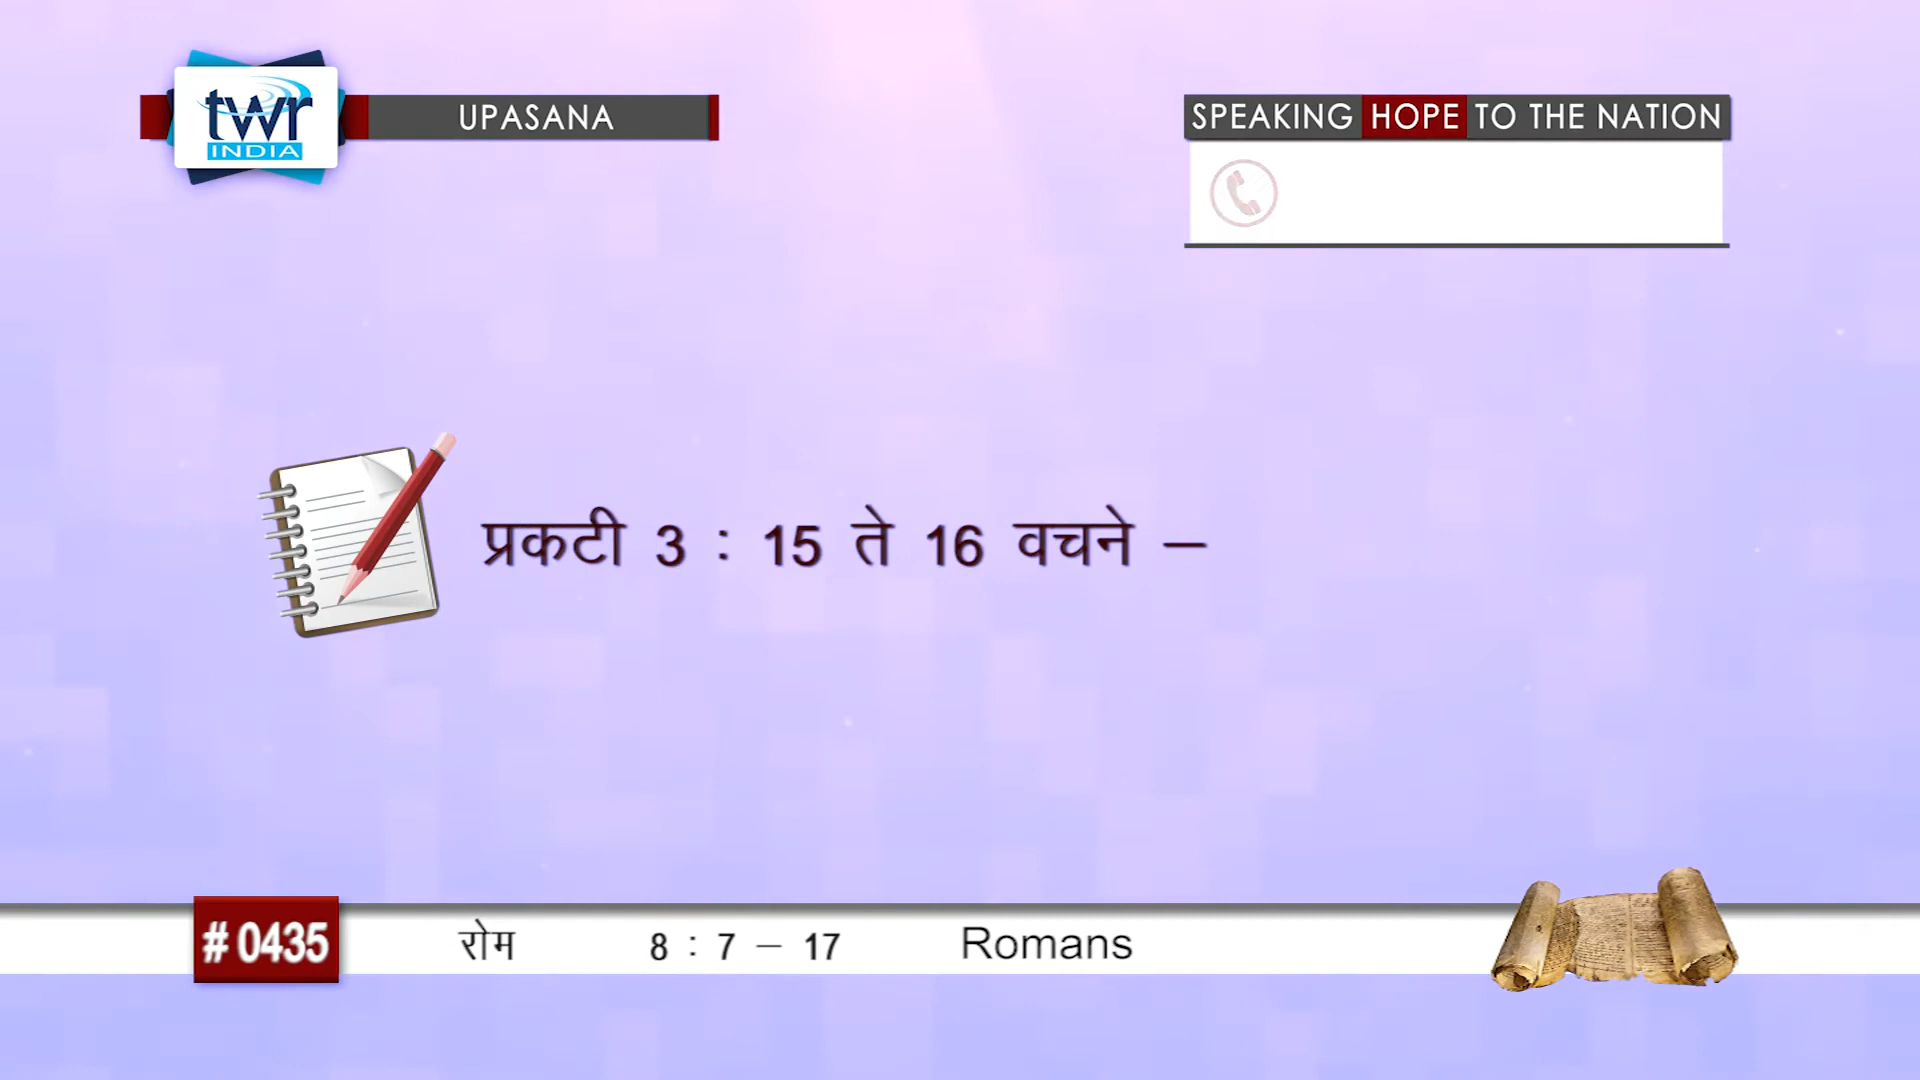 twr
INDIA
UPASANA
SPEAKING HOPE TO THE NATION
प्रकटी 3 : 15 ते 16 वचने –
# 0435
रोम 8 : 7 – 17 Romans